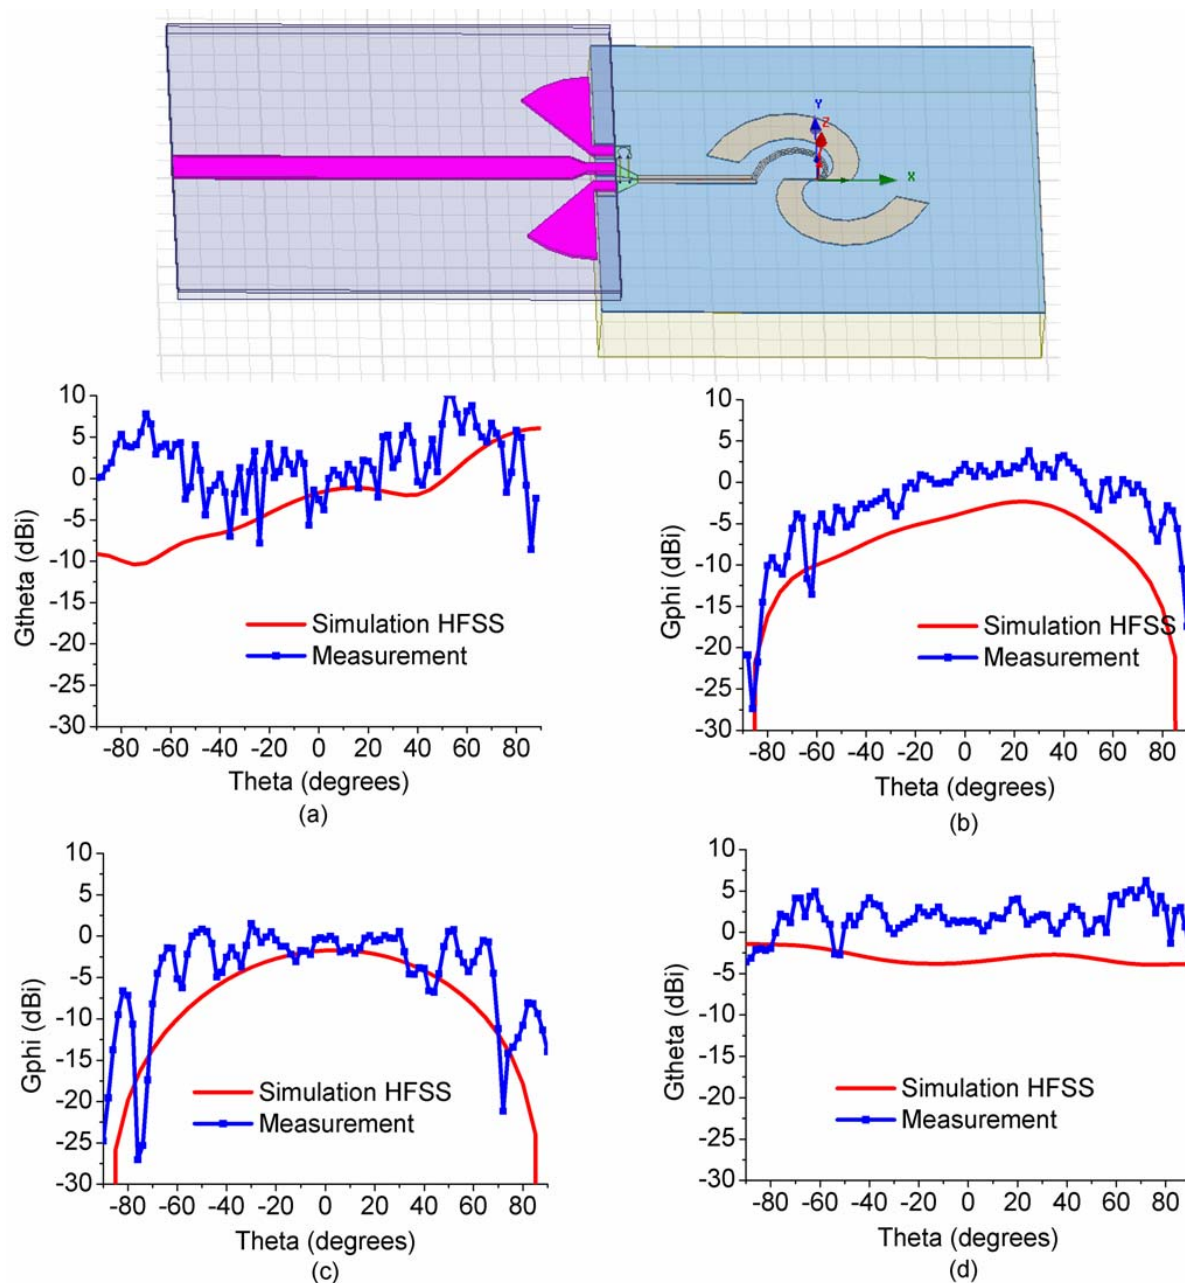 Y
Z
X
10
5
0
-5
-10
-15
-20
-25
-30
Gtheta (dBi)
Simulation HFSS
Measurement
-80 -60 -40 -20 0 20 40 60 80
Theta (degrees)
(a)
10
5
0
-5
-10
-15
-20
-25
-30
Gphi (dBi)
Simulation HFSS
Measurement
-80 -60 -40 -20 0 20 40 60 80
Theta (degrees)
(b)
10
5
0
-5
-10
-15
-20
-25
-30
Gphi (dBi)
Simulation HFSS
Measurement
-80 -60 -40 -20 0 20 40 60 80
Theta (degrees)
(c)
10
5
0
-5
-10
-15
-20
-25
-30
Gtheta (dBi)
Simulation HFSS
Measurement
-80 -60 -40 -20 0 20 40 60 80
Theta (degrees)
(d)